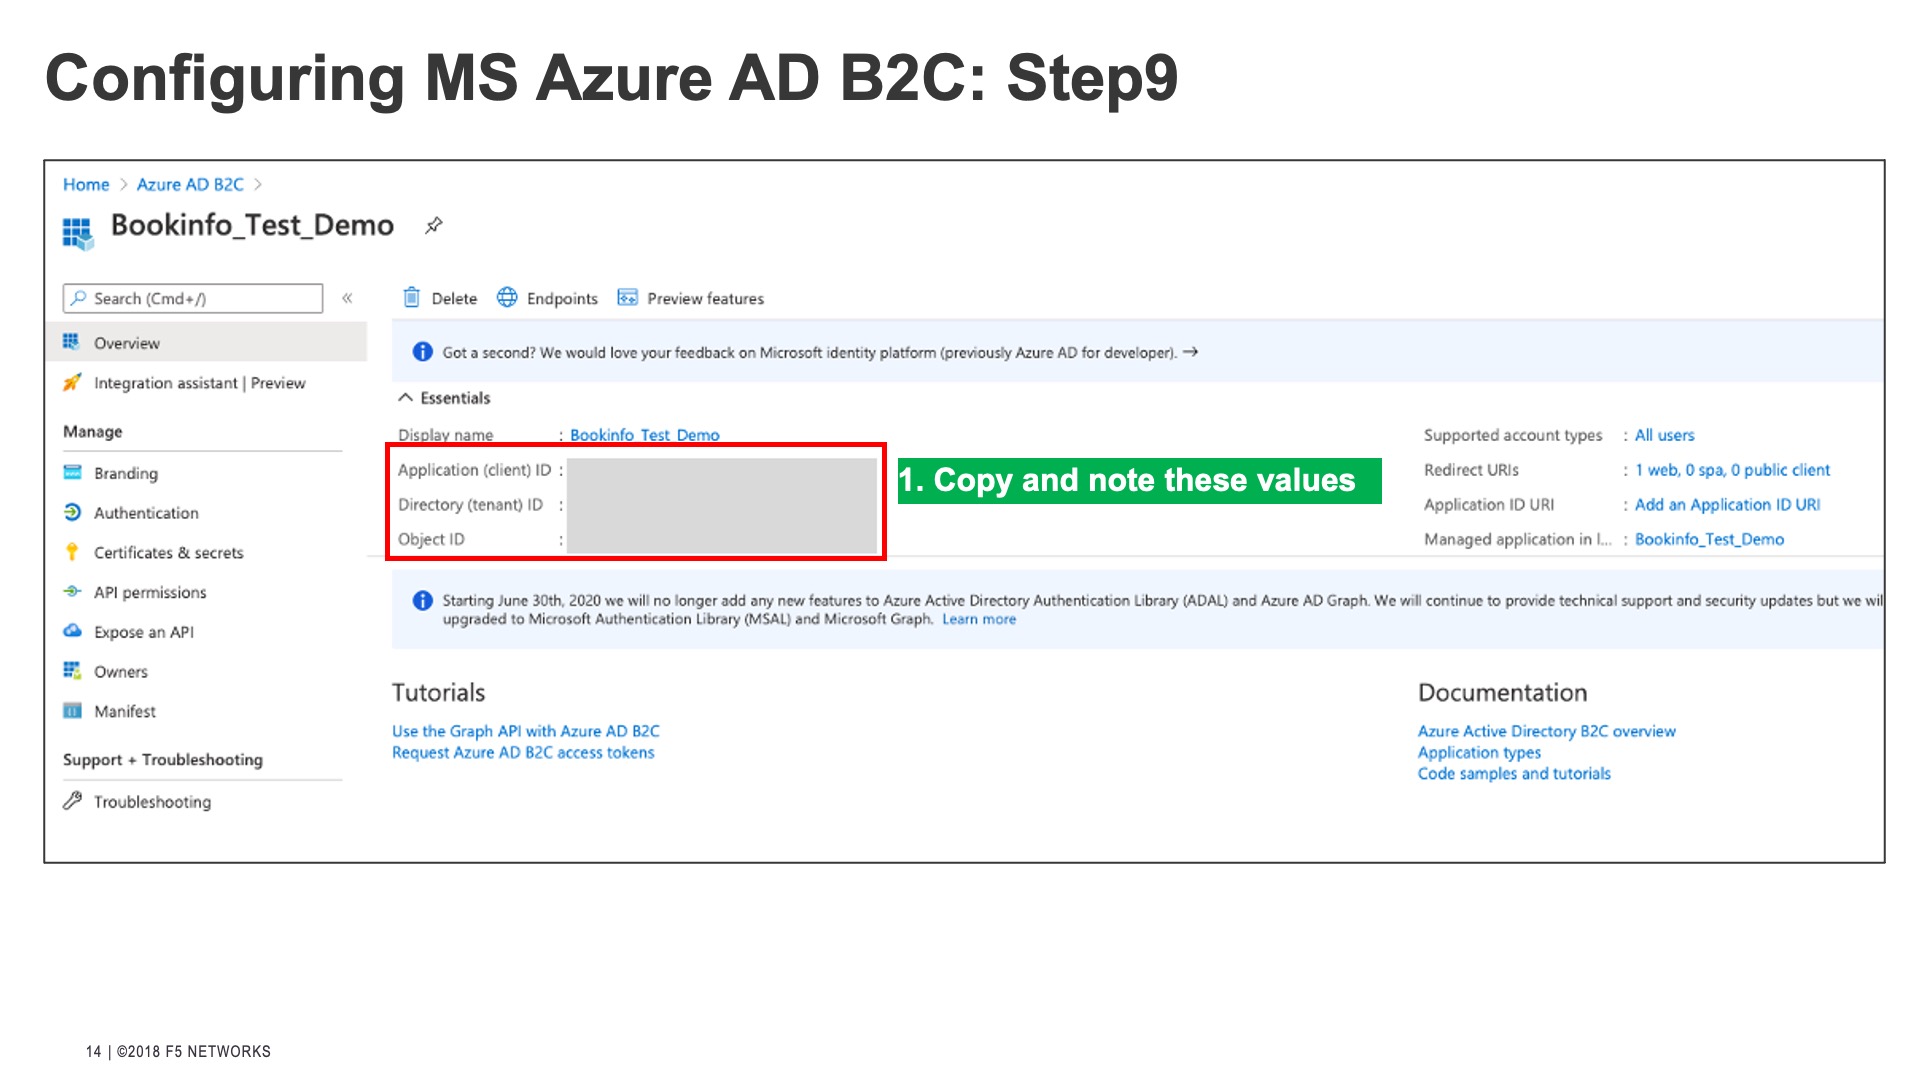 Configuring MS Azure AD B2C: Step9
Home > Azure AD B2C >
Bookinfo_Test_Demo
Search (Cmd+/)
«
Delete
Endpoints
Preview features
Overview
Integration assistant | Preview
Manage
Branding
Authentication
Certificates & secrets
API permissions
Expose an API
Owners
Manifest
Support + Troubleshooting
Troubleshooting
Got a second? We would love your feedback on Microsoft identity platform (previously Azure AD for developer). →
Essentials
Display name : Bookinfo_Test_Demo
Application (client) ID :
Directory (tenant) ID :
Object ID :
1. Copy and note these values
Supported account types : All users
Redirect URIs : 1 web, 0 spa, 0 public client
Application ID URI : Add an Application ID URI
Managed application in l... : Bookinfo_Test_Demo
Starting June 30th, 2020 we will no longer add any new features to Azure Active Directory Authentication Library (ADAL) and Azure AD Graph. We will continue to provide technical support and security updates but we wil
upgraded to Microsoft Authentication Library (MSAL) and Microsoft Graph. Learn more
Tutorials
Use the Graph API with Azure AD B2C
Request Azure AD B2C access tokens
Documentation
Azure Active Directory B2C overview
Application types
Code samples and tutorials
14 | ©2018 F5 NETWORKS